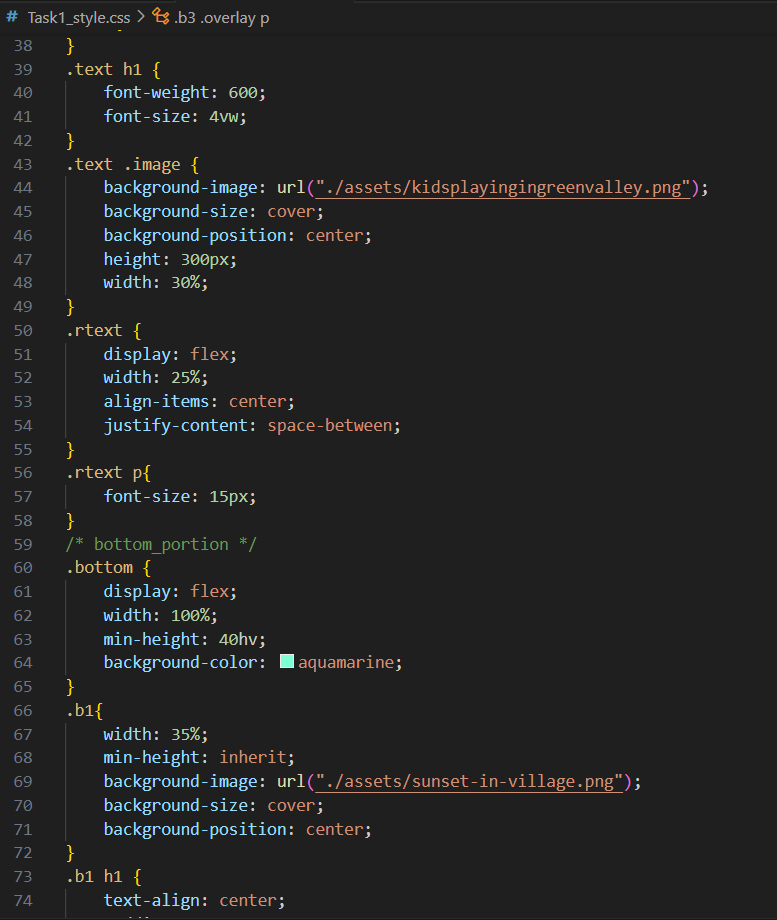 # Task1_style.css > .b3 .overlay p
38 }
39 .text h1 {
40 font-weight: 600;
41 font-size: 4vw;
42 }
43 .text .image {
44 background-image: url("./assets/kidsplayingingreenvalley.png");
45 background-size: cover;
46 background-position: center;
47 height: 300px;
48 width: 30%;
49 }
50 .rtext {
51 display: flex;
52 width: 25%;
53 align-items: center;
54 justify-content: space-between;
55 }
56 .rtext p{
57 font-size: 15px;
58 }
59 /* bottom_portion */
60 .bottom {
61 display: flex;
62 width: 100%;
63 min-height: 40hv;
64 background-color: aquamarine;
65 }
66 .b1{
67 width: 35%;
68 min-height: inherit;
69 background-image: url("./assets/sunset-in-village.png");
70 background-size: cover;
71 background-position: center;
72 }
73 .b1 h1 {
74 text-align: center;